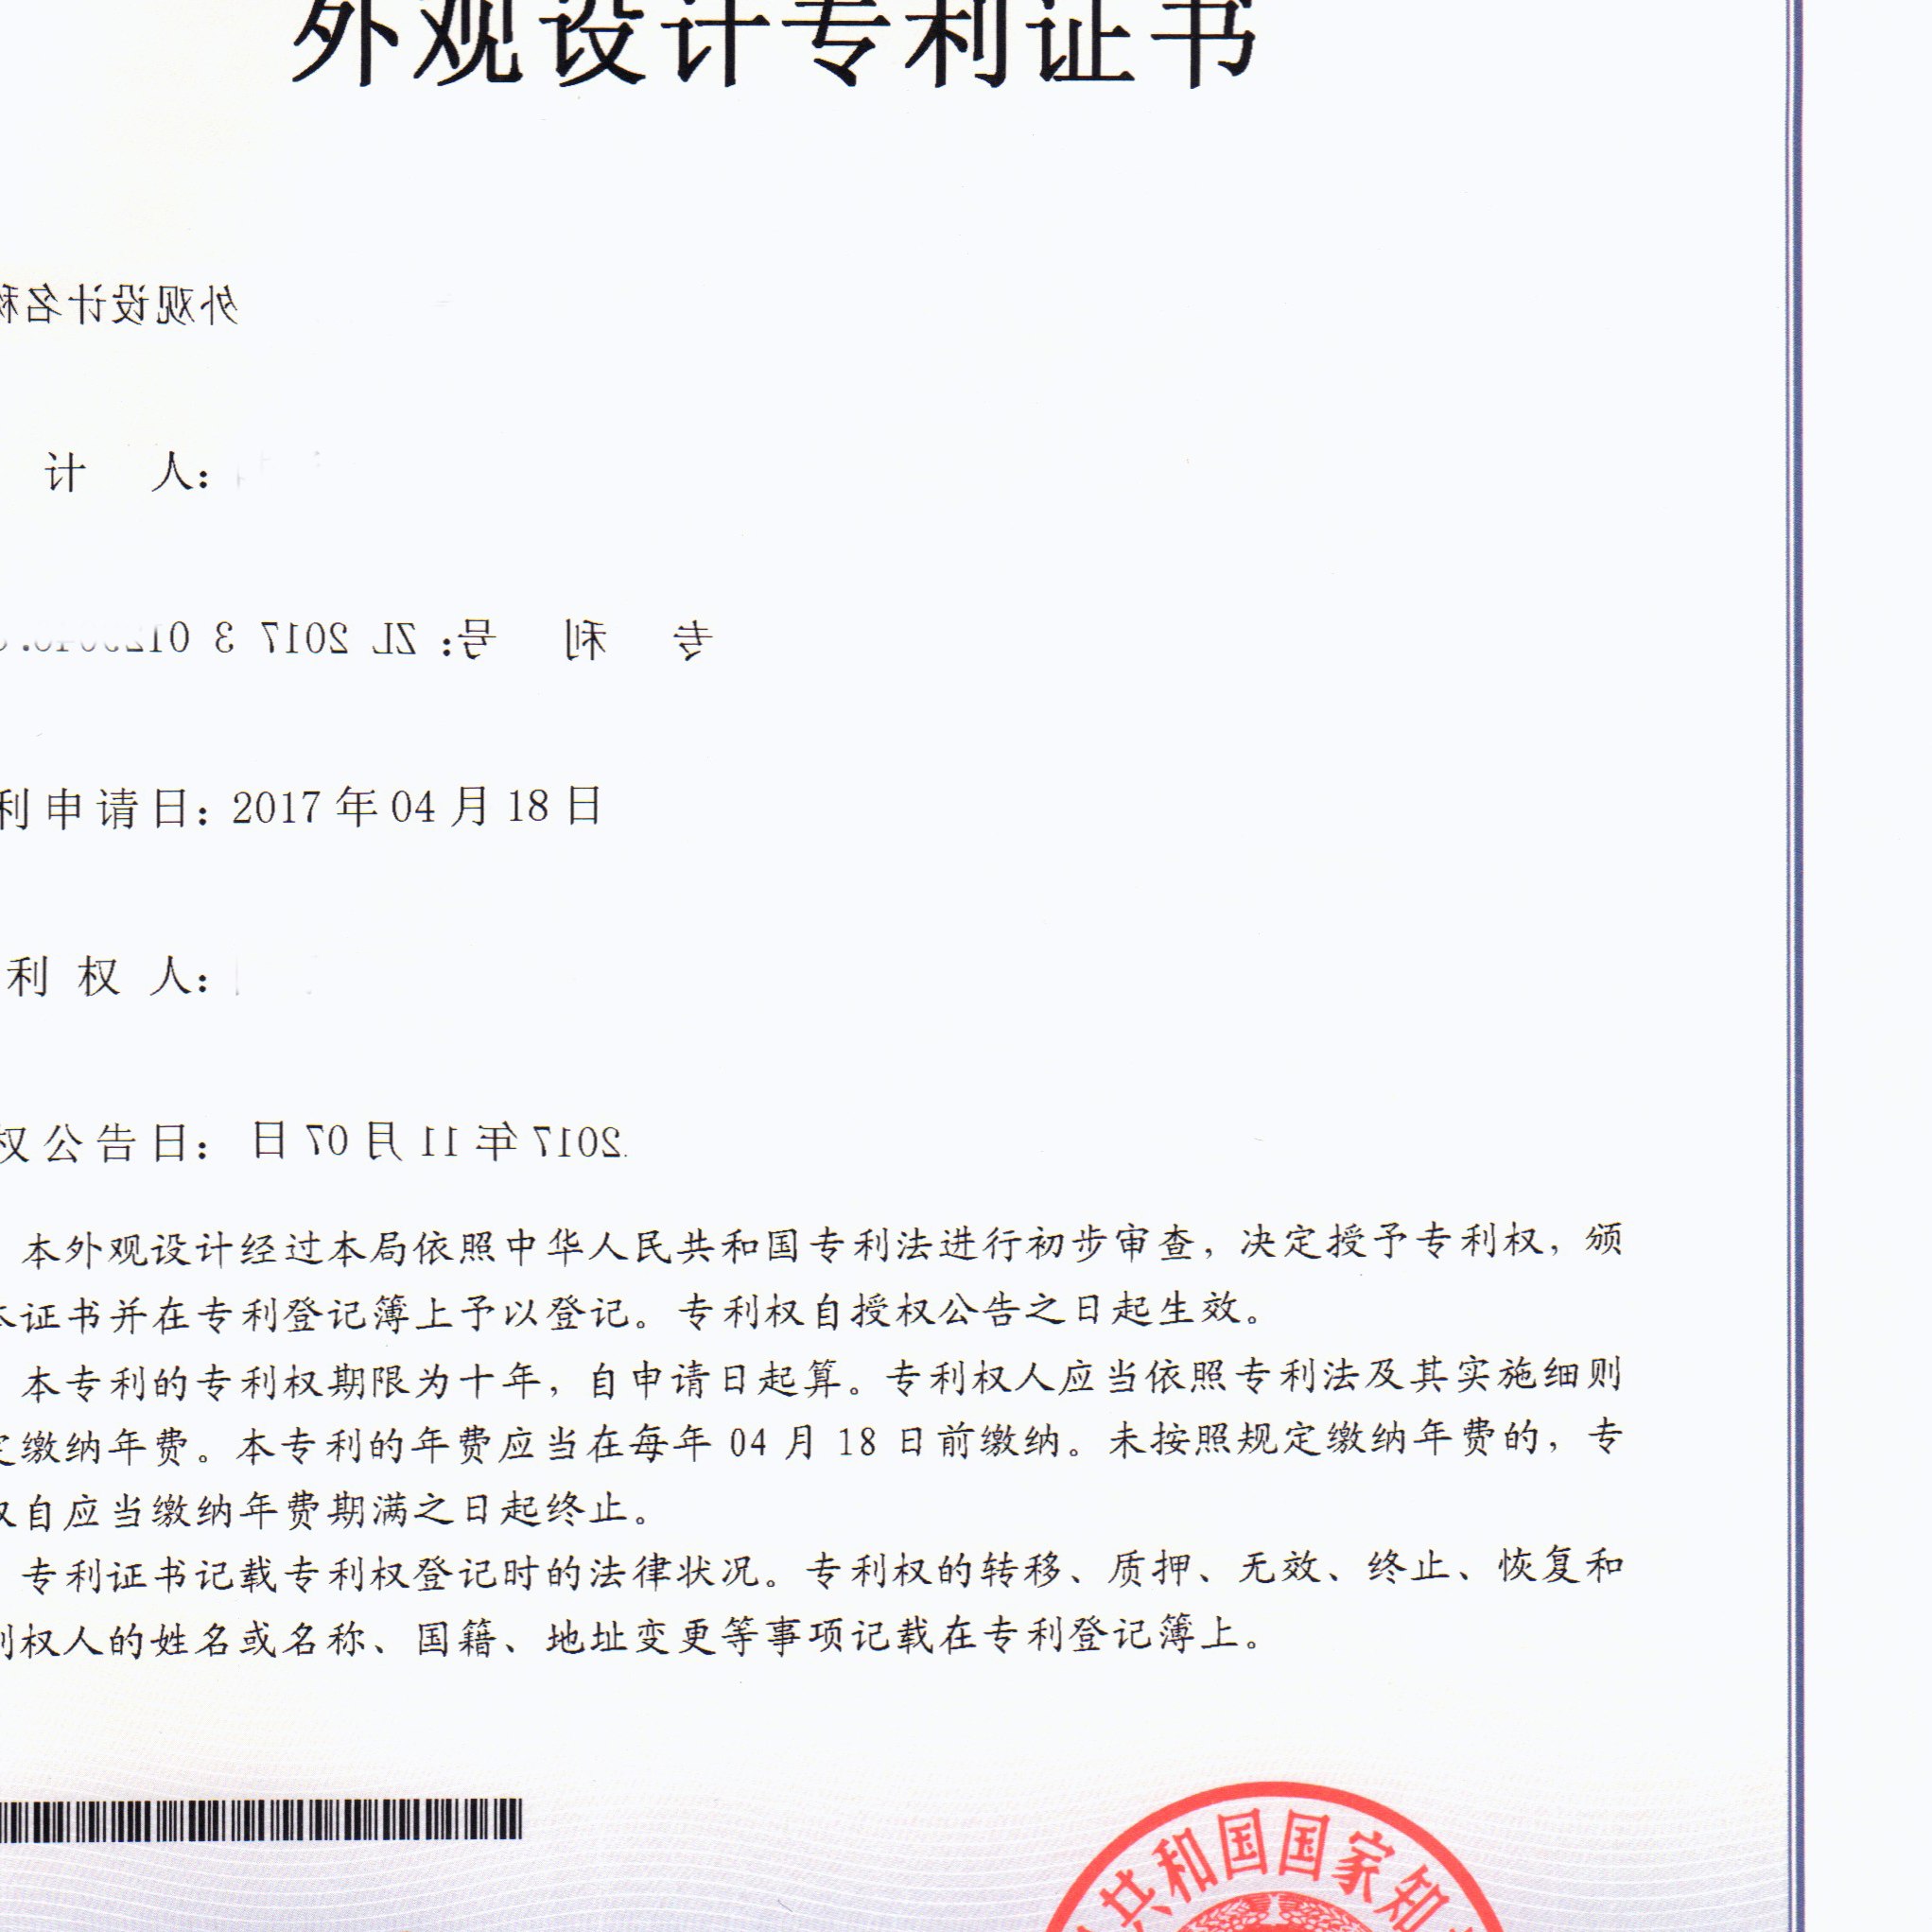 外观设计专利证书
外观设计名称
计 人：
专 利 号：ZL 2017 3 01
利申请日：2017 年 04 月 18 日
利 权 人：
权公告日：2017 年 11 月 07 日
本外观设计经过本局依照中华人民共和国专利法进行初步审查，决定授予专利权，颁
本证书并在专利登记簿上予以登记。专利权自授权公告之日起生效。
本专利的专利权期限为十年，自申请日起算。专利权人应当依照专利法及其实施细则
定缴纳年费。本专利的年费应当在每年 04 月 18 日前缴纳。未按照规定缴纳年费的，专
权自应当缴纳年费期满之日起终止。
专利证书记载专利权登记时的法律状况。专利权的转移、质押、无效、终止、恢复和
利权人的姓名或名称、国籍、地址变更等事项记载在专利登记簿上。
共和国国家知